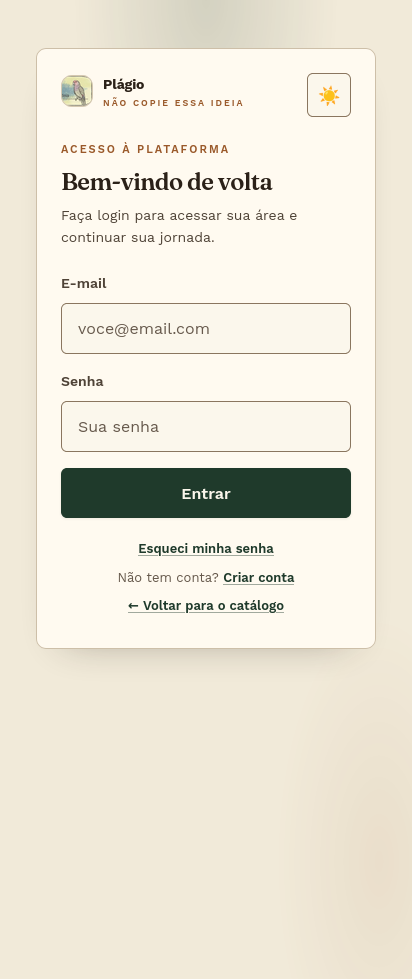 Plágio
NÃO COPIE ESSA IDEIA
ACESSO À PLATAFORMA
Bem-vindo de volta
Faça login para acessar sua área e
continuar sua jornada.
E-mail
voce@email.com
Senha
Sua senha
Entrar
Esqueci minha senha
Não tem conta? Criar conta
← Voltar para o catálogo